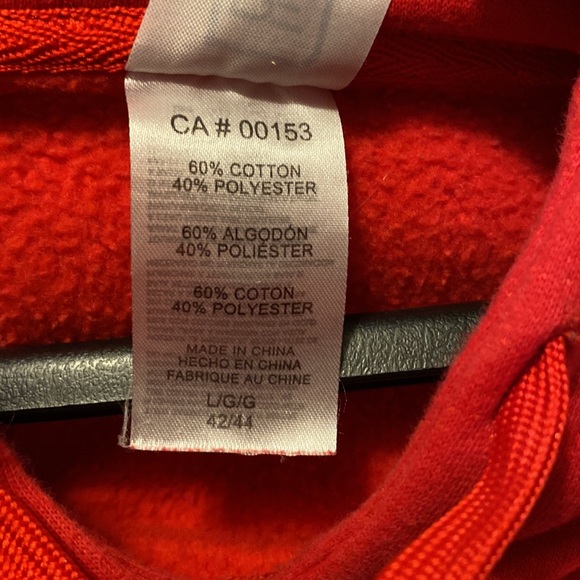 CA # 00153
60% COTTON
40% POLYESTER
60% ALGODÓN
40% POLIÉSTER
60% COTON
40% POLYESTER
MADE IN CHINA
HECHO EN CHINA
FABRIQUE AU CHINE
L/G/G
42/44